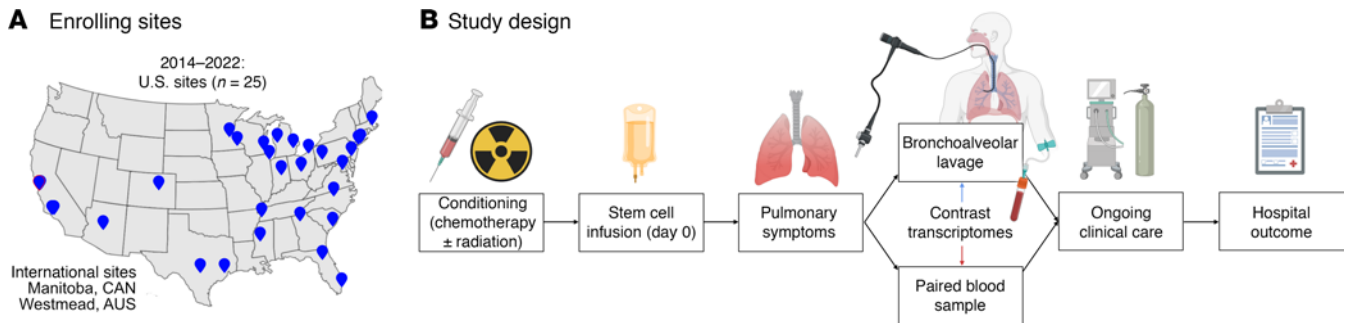 A Enrolling sites
2014–2022:
U.S. sites (n = 25)
International sites
Manitoba, CAN
Westmead, AUS
B Study design
Conditioning
(chemotherapy
± radiation)
Stem cell
infusion (day 0)
Pulmonary
symptoms
Bronchoalveolar
lavage
Contrast
transcriptomes
Paired blood
sample
Ongoing
clinical care
Hospital
outcome